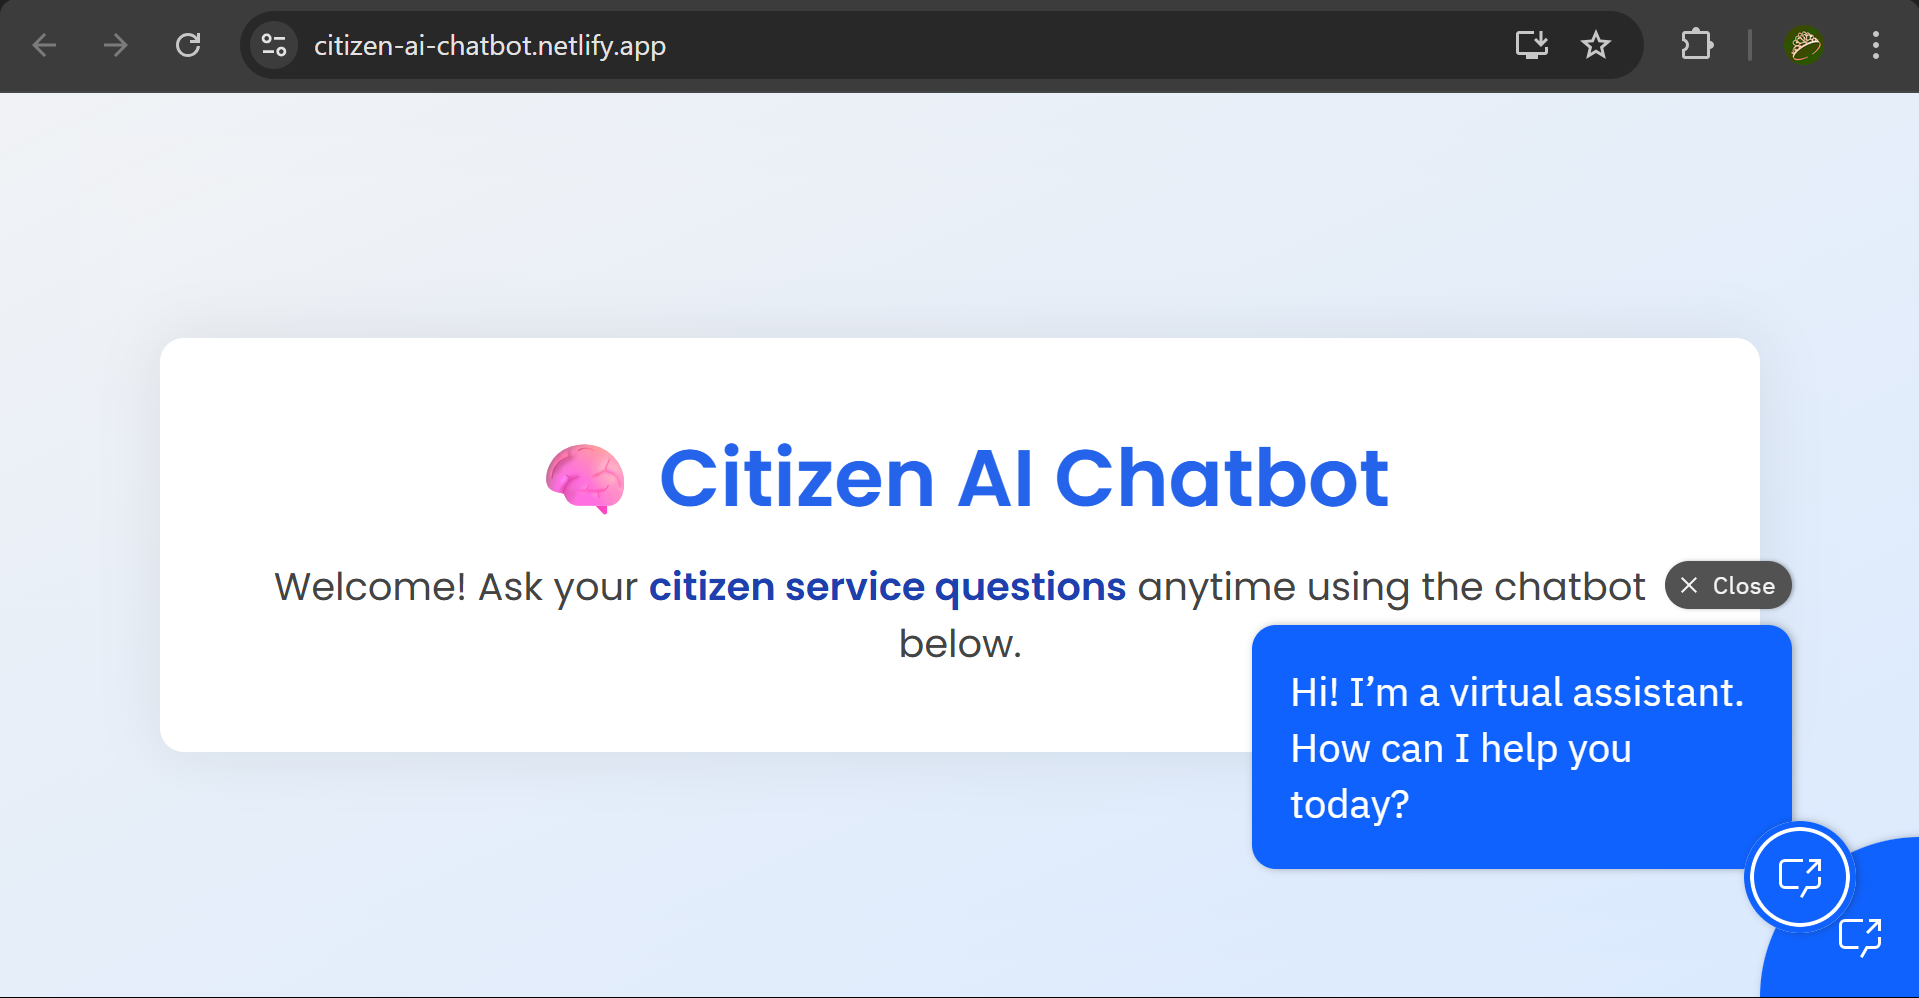 citizen-ai-chatbot.netlify.app
Citizen AI Chatbot
Welcome! Ask your citizen service questions anytime using the chatbot
below.
Close
Hi! I’m a virtual assistant.
How can I help you
today?